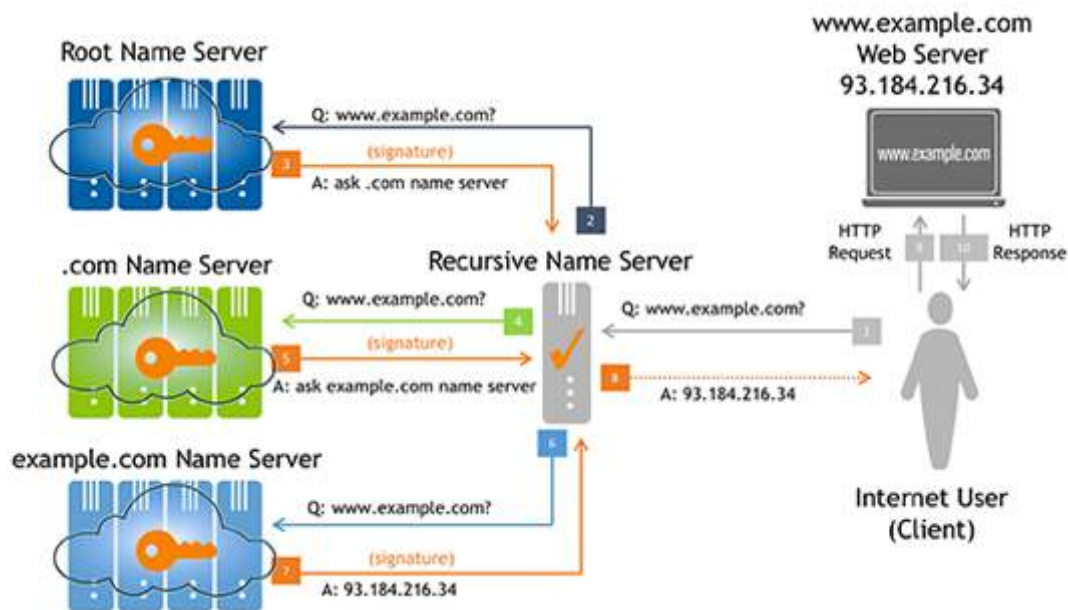 Root Name Server
Q: www.example.com?
3
(signature)
A: ask .com name server
2
www.example.com
Web Server
93.184.216.34
www.example.com
HTTP
Request
9
10
HTTP
Response
.com Name Server
Recursive Name Server
Q: www.example.com?
4
5
(signature)
A: ask example.com name server
Q: www.example.com?
1
8
A: 93.184.216.34
example.com Name Server
6
Q: www.example.com?
7
(signature)
A: 93.184.216.34
Internet User
(Client)